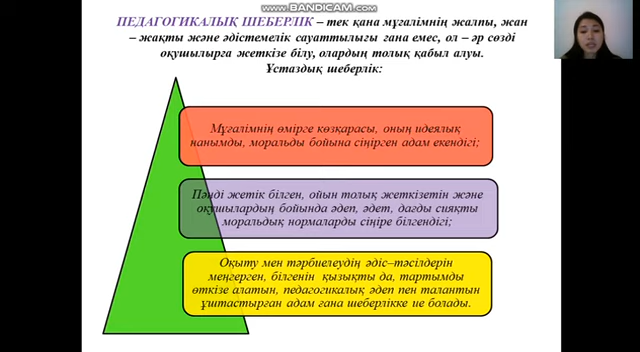 www.BANDICAM.com
ПЕДАГОГИКАЛЫҚ ШЕБЕРЛІК – тек қана мұғалімнің жалпы, жан
– жақты және әдістемелік сауаттылығы ғана емес, ол – әр сөзді
оқушыларға жеткізе білу, олардың толық қабыл алуы.
Ұстаздық шеберлік:
Мұғалімнің өмірге көзқарасы, оның идеялық
нанымды, моральды бойына сіңірген адам екендігі;
Пәнді жетік білген, ойын толық жеткізетін және
оқушылардың бойында әдеп, әдет, дағды сияқты
моральдық нормаларды сіңіре білгендігі;
Оқыту мен тәрбиелеудің әдіс–тәсілдерін
меңгерген, білгенін қызықты да, тартымды
өткізе алатын, педагогикалық әдеп пен талантын
ұштастырған адам ғана шеберлікке ие болады.